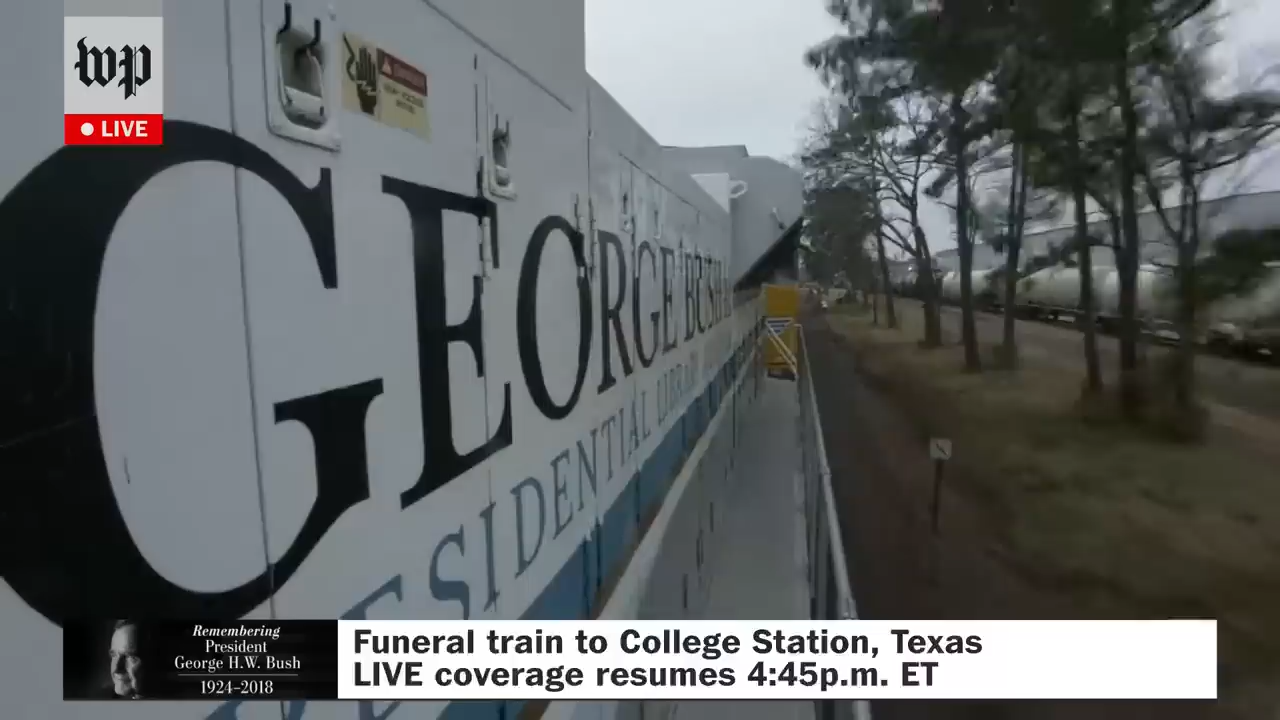 wp
LIVE
GEORGE BUSH
PRESIDENTIAL LIBRARY
Remembering
President
George H.W. Bush
1924–2018
Funeral train to College Station, Texas
LIVE coverage resumes 4:45p.m. ET